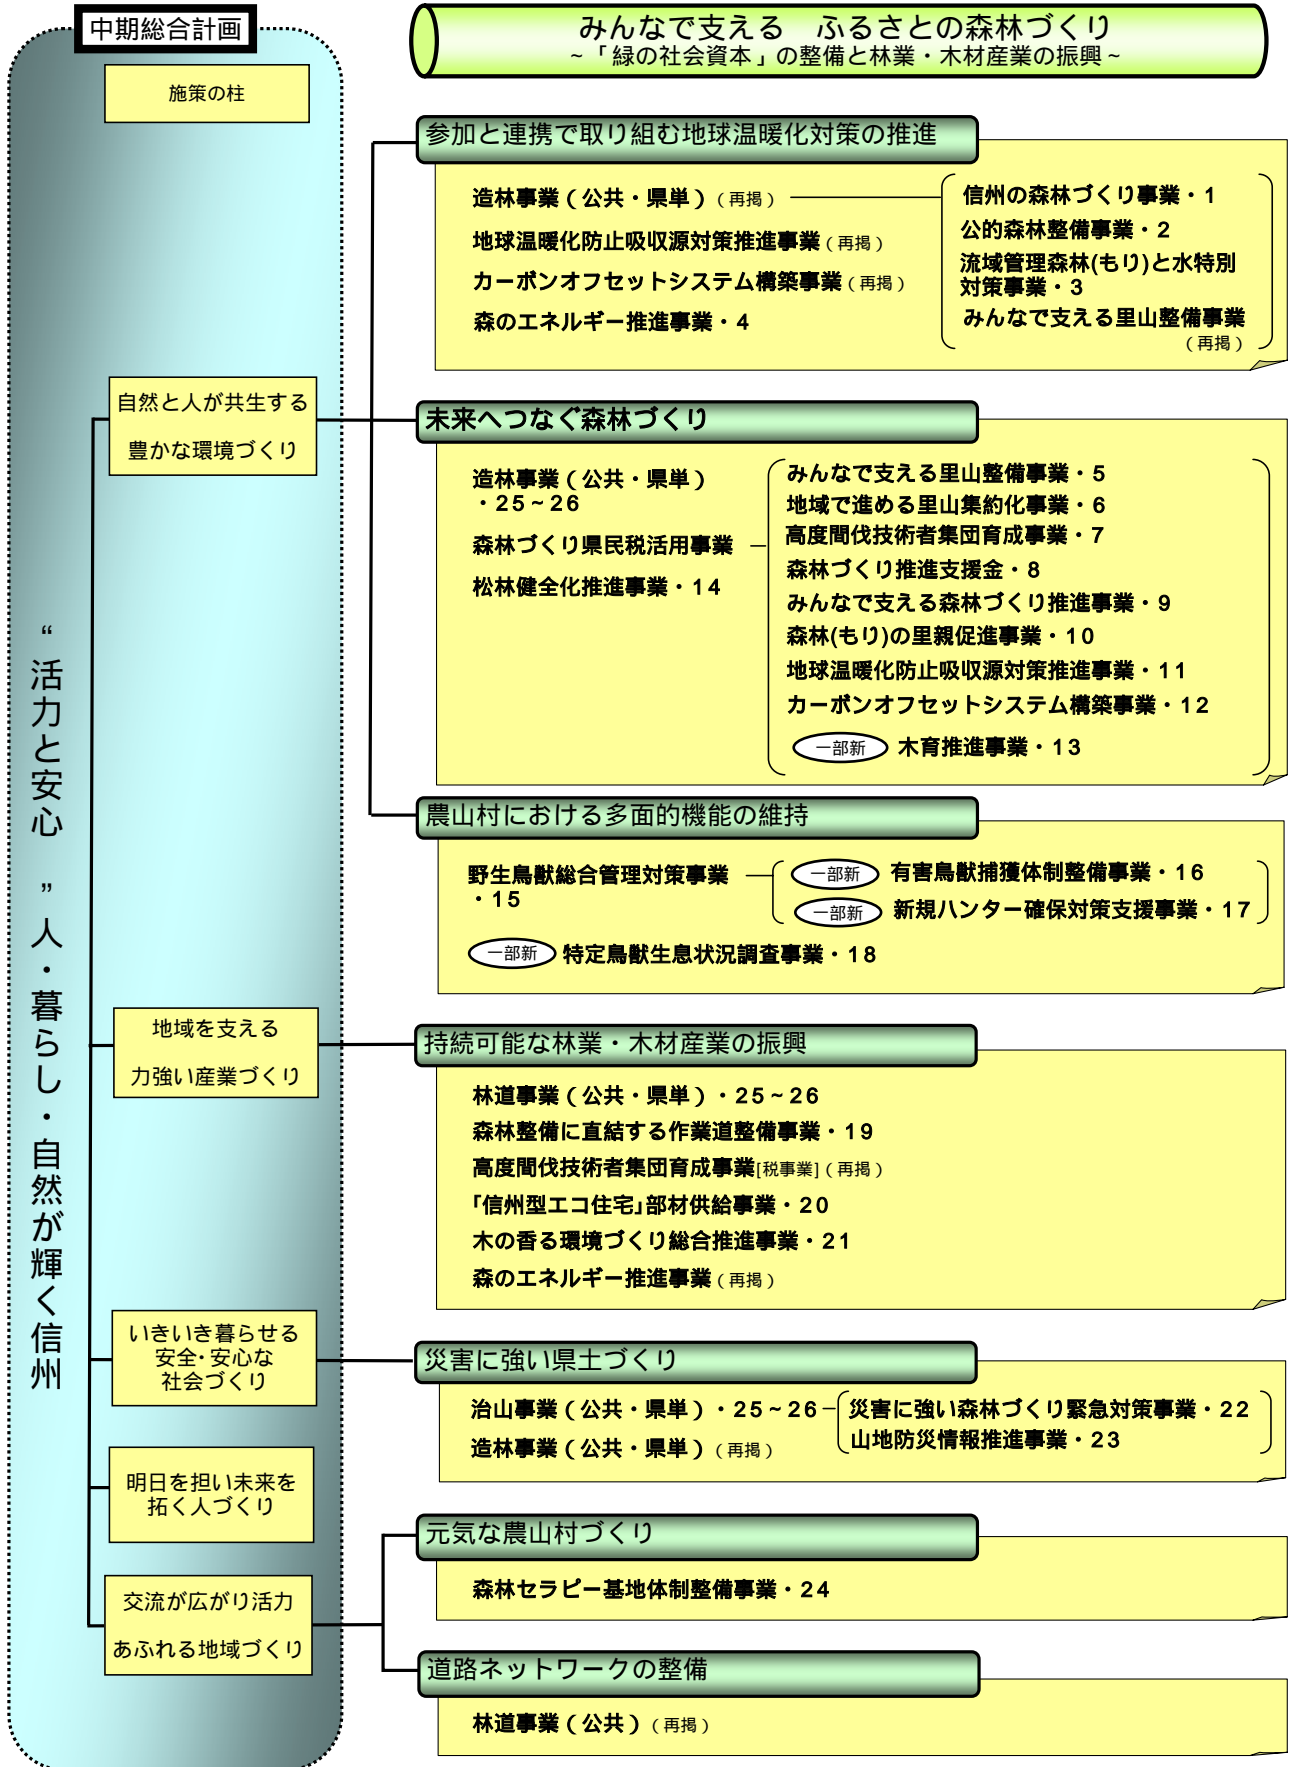 中期総合計画
みんなで支える　ふるさとの森林づくり
～「緑の社会資本」の整備と林業・木材産業の振興～
施策の柱
“活力と安心”人・暮らし・自然が輝く信州
自然と人が共生する
豊かな環境づくり
参加と連携で取り組む地球温暖化対策の推進
造林事業（公共・県単）（再掲）
信州の森林づくり事業・１
公的森林整備事業・２
流域管理森林(もり)と水特別
対策事業・３
みんなで支える里山整備事業
（再掲）
地球温暖化防止吸収源対策推進事業（再掲）
カーボンオフセットシステム構築事業（再掲）
森のエネルギー推進事業・４
未来へつなぐ森林づくり
造林事業（公共・県単）
・２５～２６
森林づくり県民税活用事業
みんなで支える里山整備事業・５
地域で進める里山集約化事業・６
高度間伐技術者集団育成事業・７
森林づくり推進支援金・８
みんなで支える森林づくり推進事業・９
森林(もり)の里親促進事業・１０
地球温暖化防止吸収源対策推進事業・１１
カーボンオフセットシステム構築事業・１２
一部新 木育推進事業・１３
松林健全化推進事業・１４
農山村における多面的機能の維持
野生鳥獣総合管理対策事業
・１５
一部新 有害鳥獣捕獲体制整備事業・１６
一部新 新規ハンター確保対策支援事業・１７
一部新 特定鳥獣生息状況調査事業・１８
地域を支える
力強い産業づくり
持続可能な林業・木材産業の振興
林道事業（公共・県単）・２５～２６
森林整備に直結する作業道整備事業・１９
高度間伐技術者集団育成事業[税事業]（再掲）
「信州型エコ住宅」部材供給事業・２０
木の香る環境づくり総合推進事業・２１
森のエネルギー推進事業（再掲）
いきいき暮らせる
安全・安心な
社会づくり
災害に強い県土づくり
治山事業（公共・県単）・２５～２６
災害に強い森林づくり緊急対策事業・２２
山地防災情報推進事業・２３
造林事業（公共・県単）（再掲）
明日を担い未来を
拓く人づくり
交流が広がり活力
あふれる地域づくり
元気な農山村づくり
森林セラピー基地体制整備事業・２４
道路ネットワークの整備
林道事業（公共）（再掲）